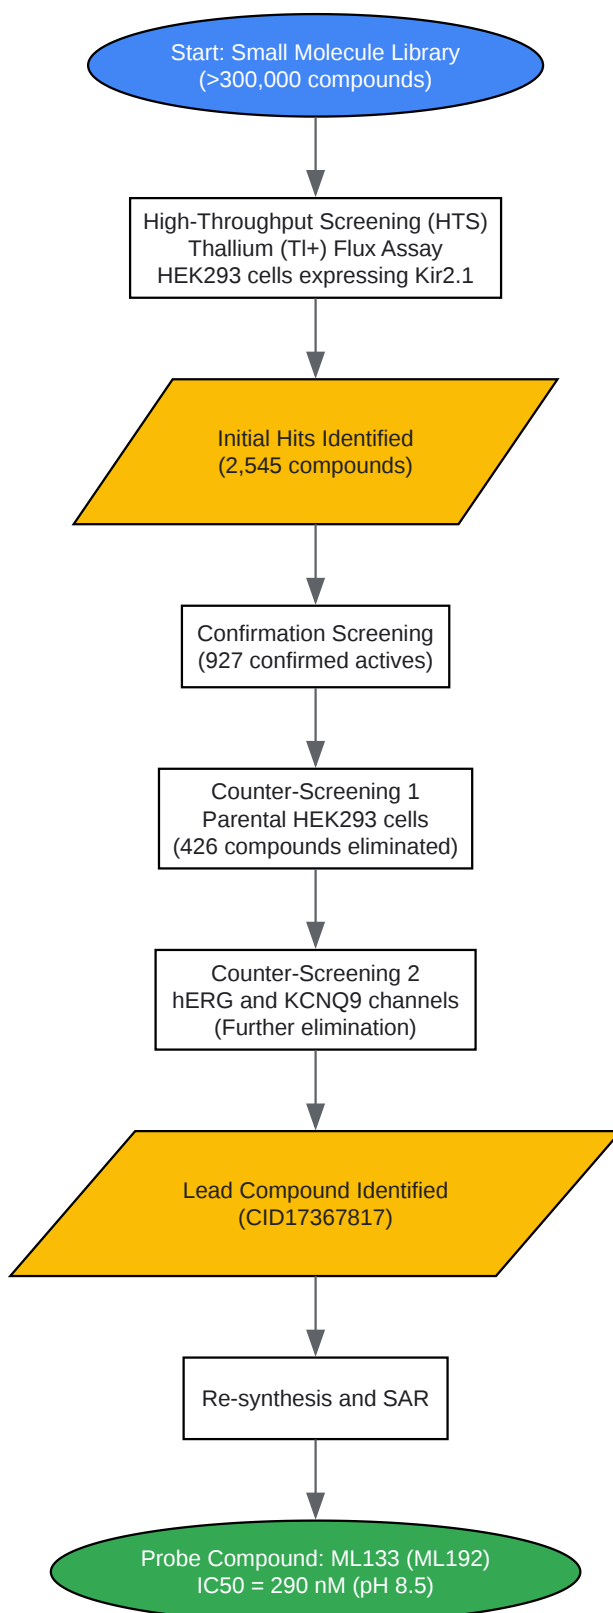 Start: Small Molecule Library
(>300,000 compounds)
High-Throughput Screening (HTS)
Thallium (Tl+) Flux Assay
HEK293 cells expressing Kir2.1
Initial Hits Identified
(2,545 compounds)
Confirmation Screening
(927 confirmed actives)
Counter-Screening 1
Parental HEK293 cells
(426 compounds eliminated)
Counter-Screening 2
hERG and KCNQ9 channels
(Further elimination)
Lead Compound Identified
(CID17367817)
Re-synthesis and SAR
Probe Compound: ML133 (ML192)
IC50 = 290 nM (pH 8.5)